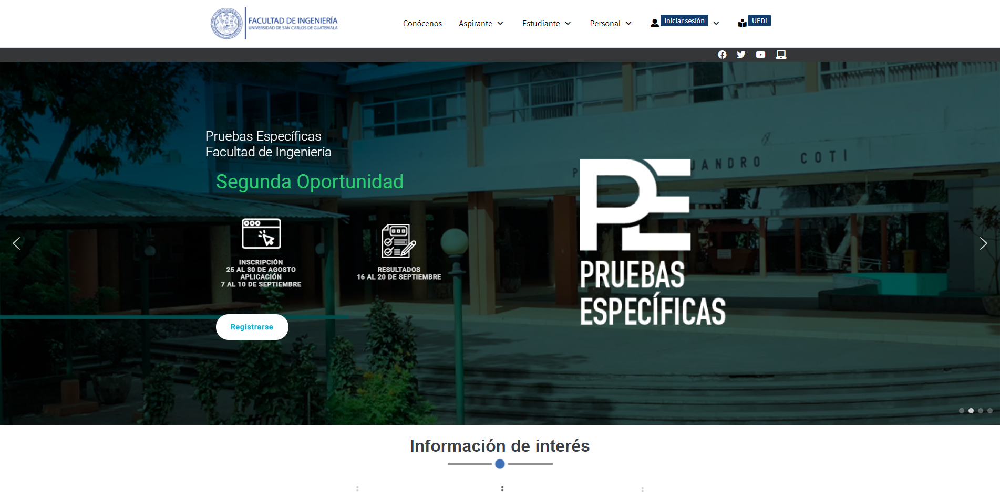 FACULTAD DE INGENIERÍA
UNIVERSIDAD DE SAN CARLOS DE GUATEMALA
Conócenos
Aspirante
Estudiante
Personal
Iniciar sesión
UEDi
Pruebas Específicas
Facultad de Ingeniería
Segunda Oportunidad
INSCRIPCIÓN
25 AL 30 DE AGOSTO
APLICACIÓN
7 AL 10 DE SEPTIEMBRE
RESULTADOS
16 AL 20 DE SEPTIEMBRE
Registrarse
COTI
PE
PRUEBAS
ESPECÍFICAS
Información de interés